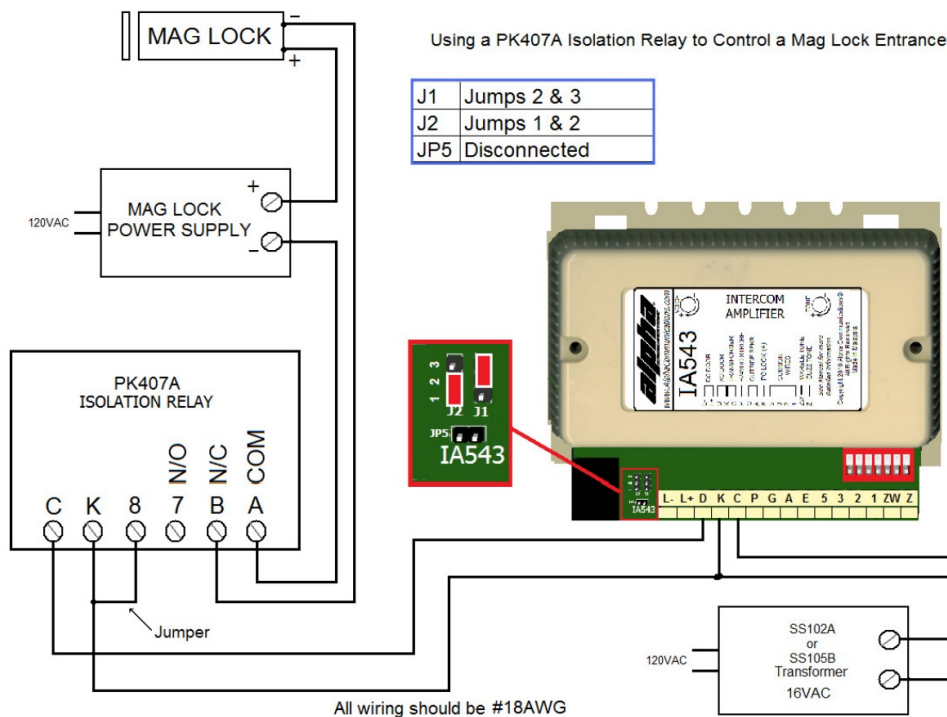 Using a PK407A Isolation Relay to Control a Mag Lock Entrance
MAG LOCK
−
+
J1 Jumps 2 & 3
J2 Jumps 1 & 2
JP5 Disconnected
120VAC
MAG LOCK
POWER SUPPLY
+
−
PK407A
ISOLATION RELAY
N/O
N/C
COM
C K 8 7 B A
Jumper
1 2 3
J2 J1
JP5
IA543
alpha
www.alphacommunications.com
IA543
INTERCOM
AMPLIFIER
IA543
L- L+ D K C P G A E 5 3 2 1 ZW Z
120VAC
SS102A
or
SS105B
Transformer
16VAC
All wiring should be #18AWG